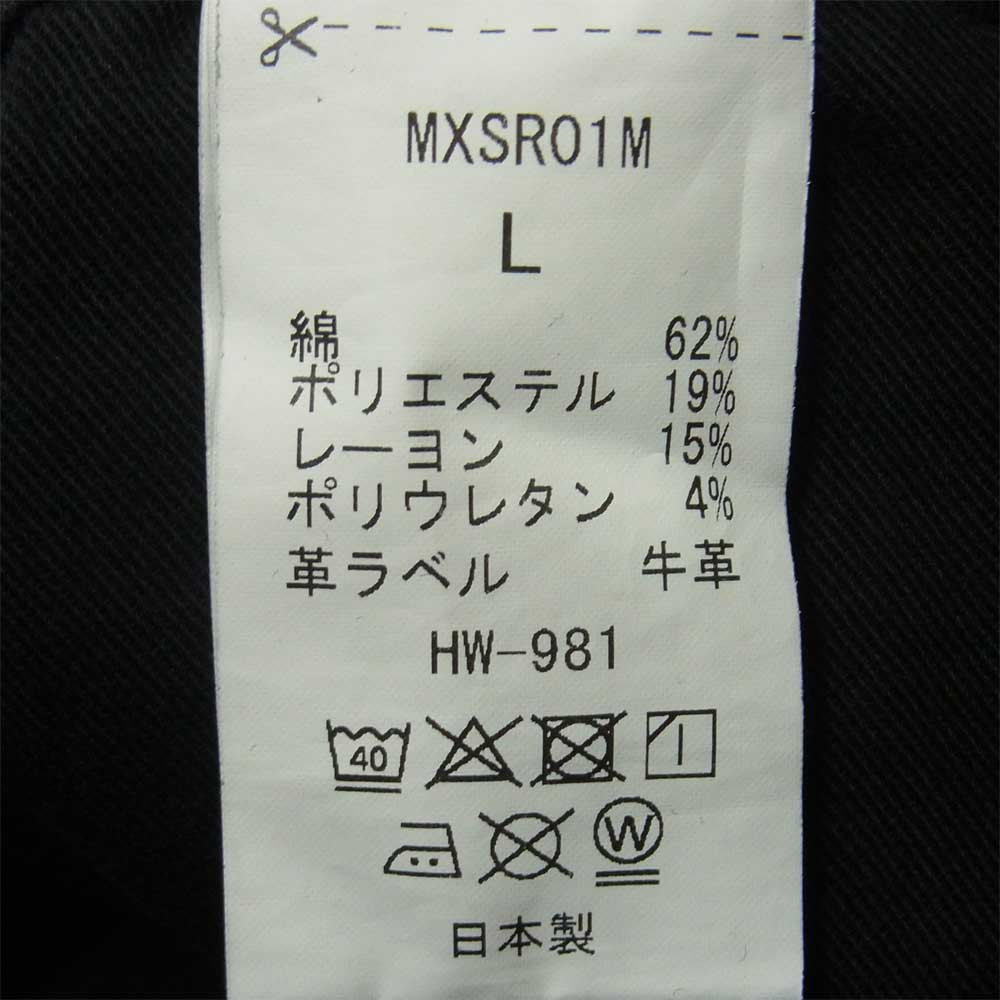 MXSR01M
L
綿 62%
ポリエステル 19%
レーヨン 15%
ポリウレタン 4%
革ラベル 牛革
HW-981
40
W
日本製